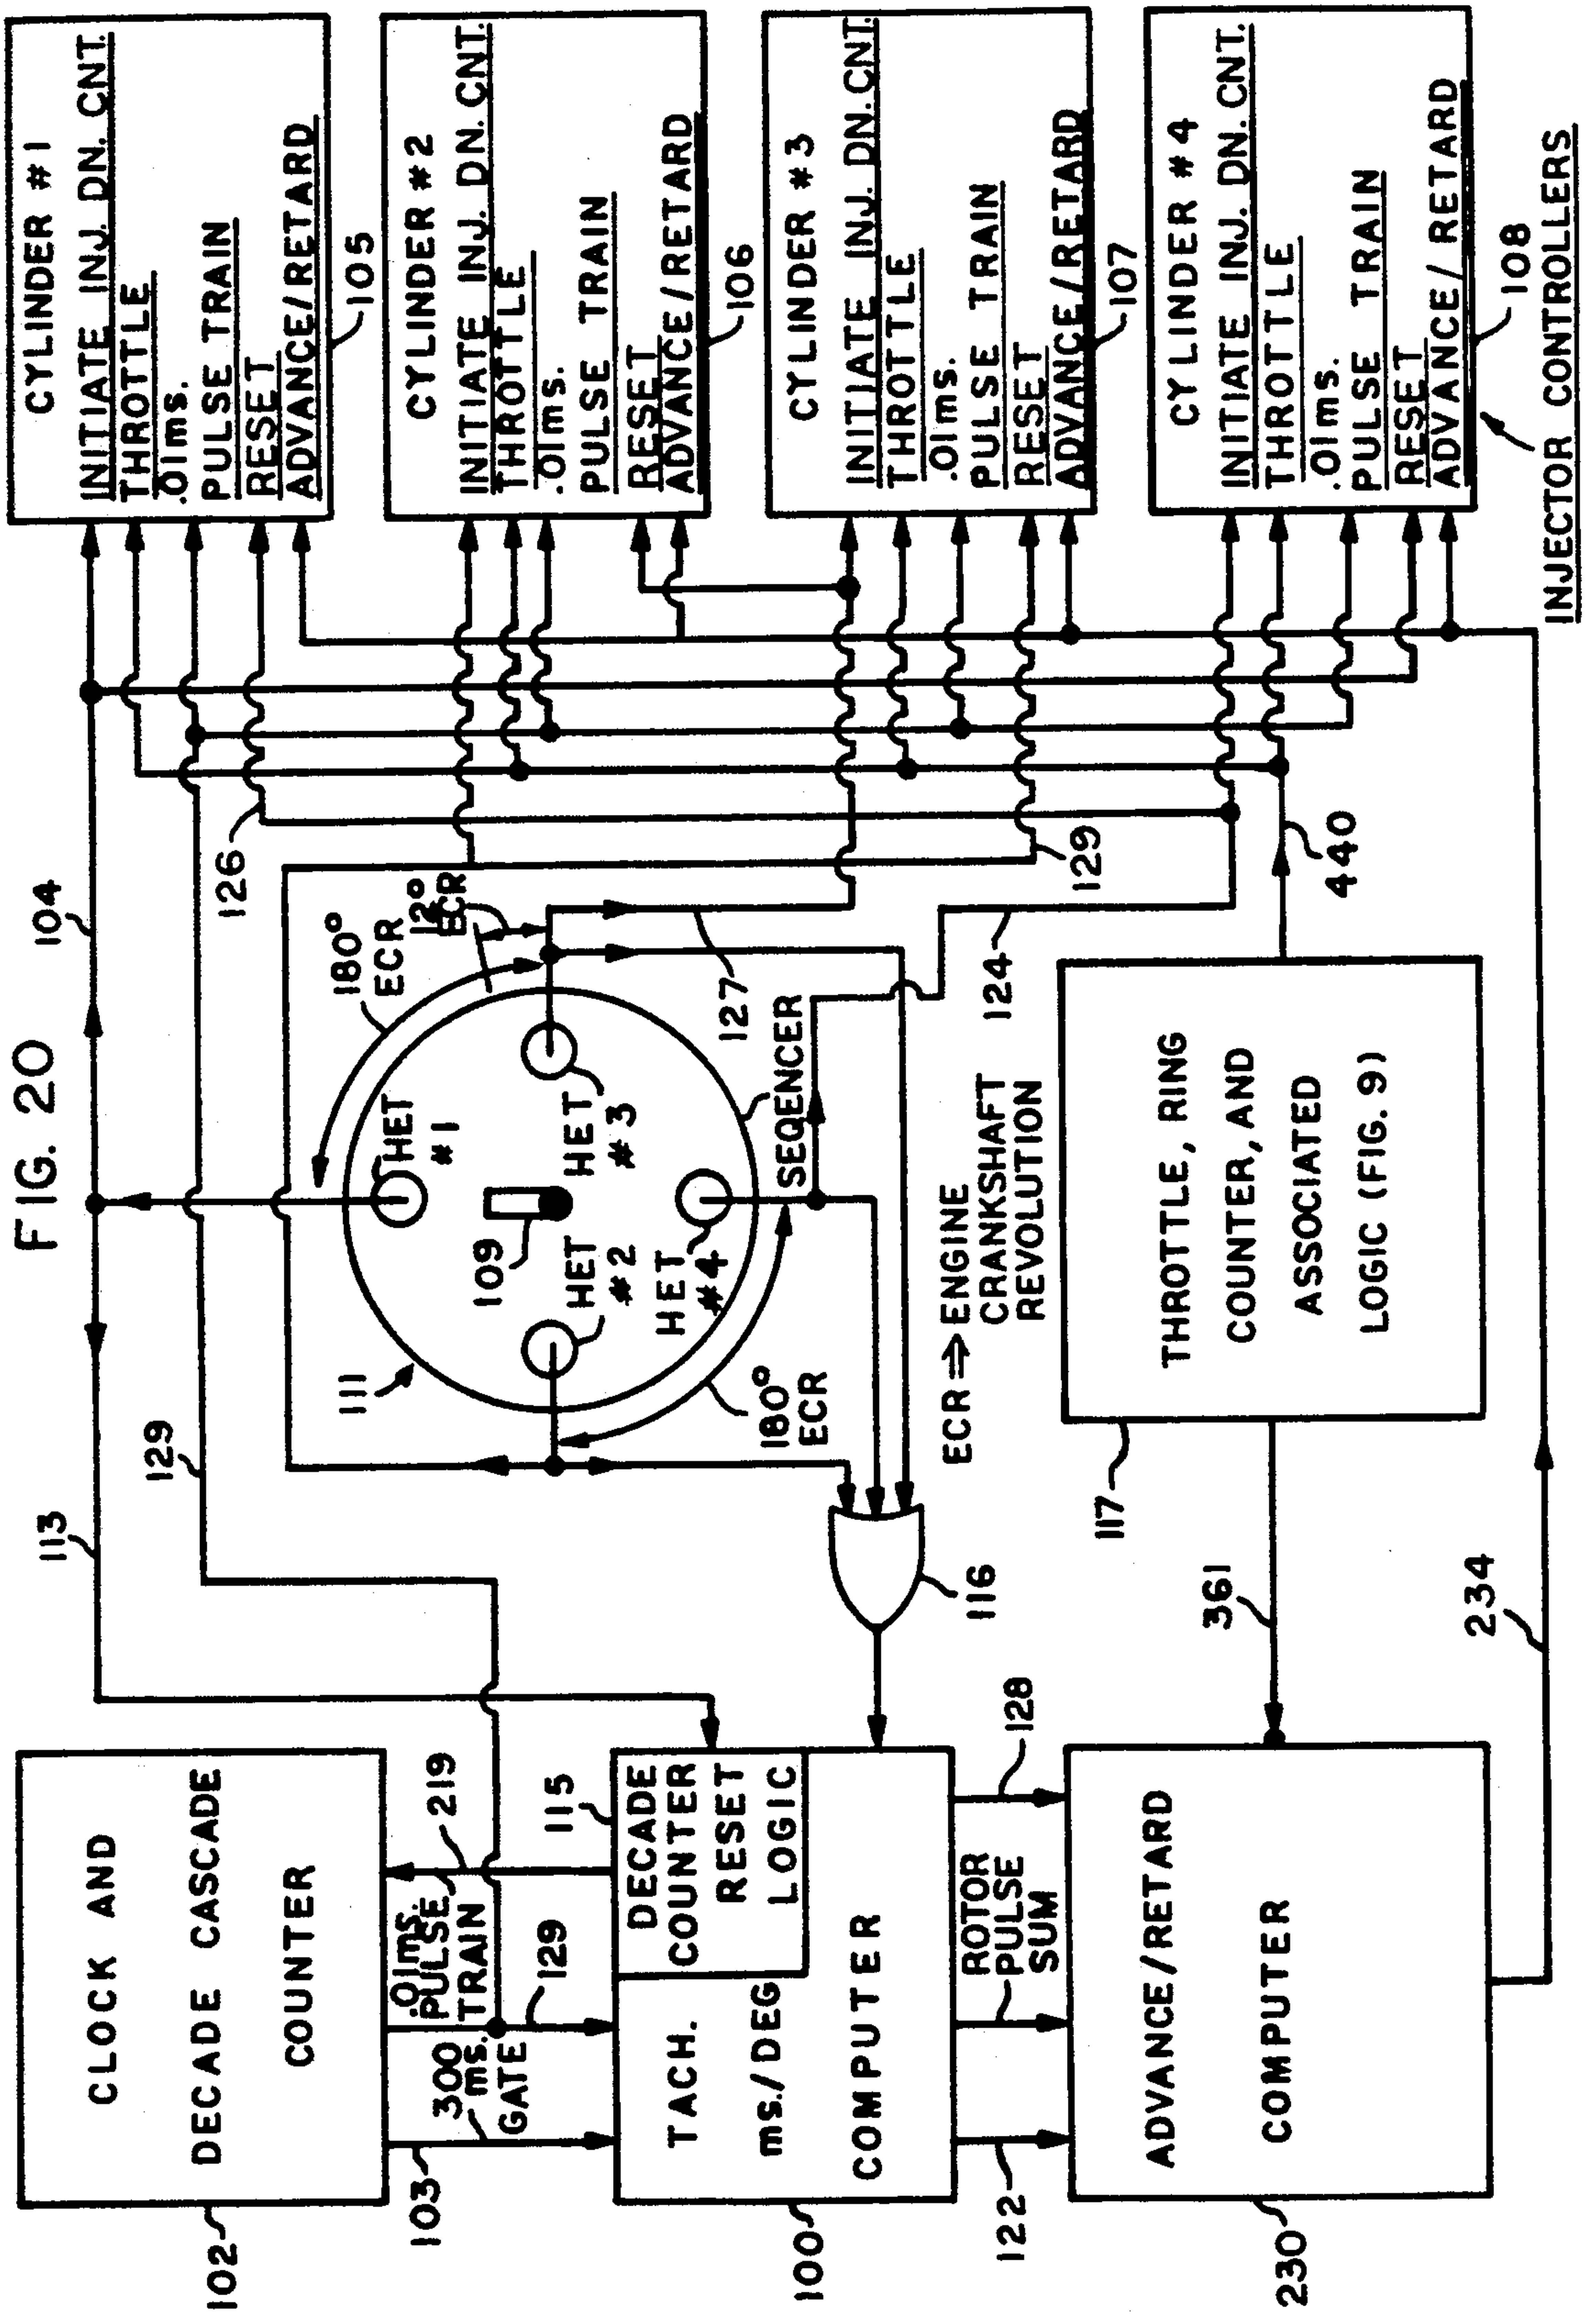 FIG. 20
CLOCK AND
DECADE CASCADE
COUNTER
102
103
300
ms.
GATE
.01ms.
PULSE
TRAIN
129
219
115
DECADE
COUNTER
RESET
LOGIC
TACH.
ms./DEG
COMPUTER
100
122
ROTOR
PULSE
SUM
128
ADVANCE/RETARD
COMPUTER
230
113
129
104
126
111
109
HET
#1
HET
#2
HET
#3
HET
#4
180°
ECR
12°
ECR
180°
ECR
SEQENCER
127
124
129
116
ECR⇒ENGINE
CRANKSHAFT
REVOLUTION
THROTTLE, RING
COUNTER, AND
ASSOCIATED
LOGIC (FIG. 9)
117
361
440
234
CYLINDER #1
INITIATE INJ. DN. CNT.
THROTTLE
.01ms.
PULSE TRAIN
RESET
ADVANCE/RETARD
105
CYLINDER #2
INITIATE INJ. DN. CNT.
THROTTLE
.01ms.
PULSE TRAIN
RESET
ADVANCE/RETARD
106
CYLINDER #3
INITIATE INJ. DN. CNT.
THROTTLE
.01ms.
PULSE TRAIN
RESET
ADVANCE/RETARD
107
CYLINDER #4
INITIATE INJ. DN. CNT.
THROTTLE
.01ms.
PULSE TRAIN
RESET
ADVANCE/RETARD
108
INJECTOR CONTROLLERS